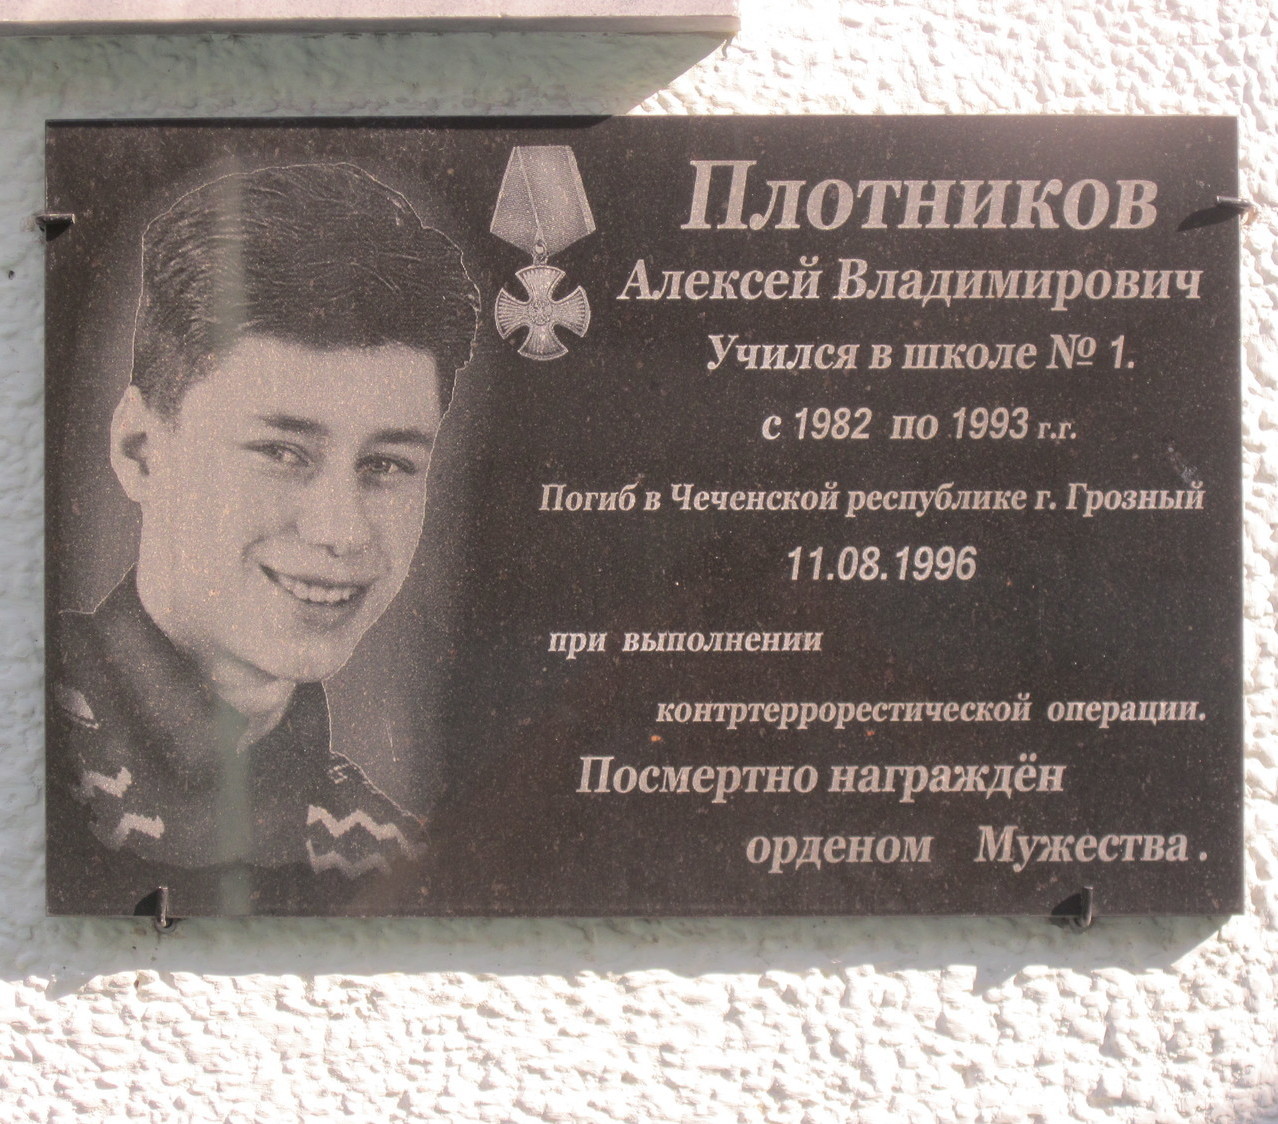 Плотников
Алексей Владимирович
Учился в школе № 1.
с 1982 по 1993 г.г.
Погиб в Чеченской республике г. Грозный
11.08.1996
при выполнении
контртеррорестической операции.
Посмертно награждён
орденом Мужества.